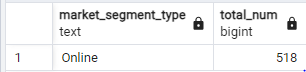 market_segment_type total_num
text bigint
1 Online 518